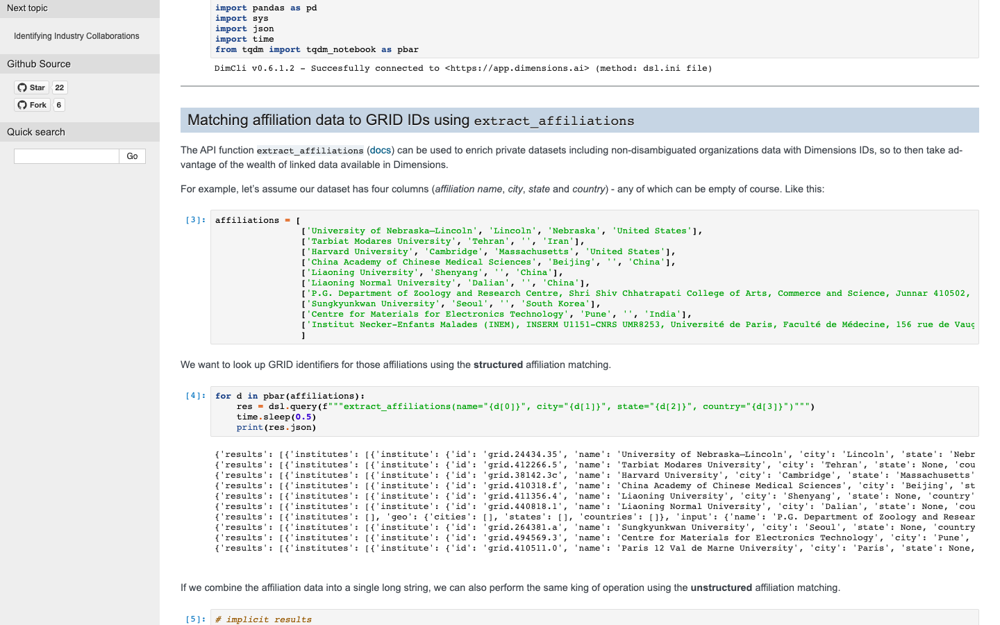 Next topic
Identifying Industry Collaborations
Github Source
Star 22
Fork 6
Quick search
Go
import pandas as pd
import sys
import json
import time
from tqdm import tqdm_notebook as pbar
DimCli v0.6.1.2 - Succesfully connected to <https://app.dimensions.ai> (method: dsl.ini file)
Matching affiliation data to GRID IDs using extract_affiliations
The API function extract_affiliations (docs) can be used to enrich private datasets including non-disambiguated organizations data with Dimensions IDs, so to then take ad-
vantage of the wealth of linked data available in Dimensions.
For example, let’s assume our dataset has four columns (affiliation name, city, state and country) - any of which can be empty of course. Like this:
[3]: affiliations = [
['University of Nebraska–Lincoln', 'Lincoln', 'Nebraska', 'United States'],
['Tarbiat Modares University', 'Tehran', '', 'Iran'],
['Harvard University', 'Cambridge', 'Massachusetts', 'United States'],
['China Academy of Chinese Medical Sciences', 'Beijing', '', 'China'],
['Liaoning University', 'Shenyang', '', 'China'],
['Liaoning Normal University', 'Dalian', '', 'China'],
['P.G. Department of Zoology and Research Centre, Shri Shiv Chhatrapati College of Arts, Commerce and Science, Junnar 410502,
['Sungkyunkwan University', 'Seoul', '', 'South Korea'],
['Centre for Materials for Electronics Technology', 'Pune', '', 'India'],
['Institut Necker-Enfants Malades (INEM), INSERM U1151-CNRS UMR8253, Université de Paris, Faculté de Médecine, 156 rue de Vaug
]
We want to look up GRID identifiers for those affiliations using the structured affiliation matching.
[4]: for d in pbar(affiliations):
res = dsl.query(f"""extract_affiliations(name="{d[0]}", city="{d[1]}", state="{d[2]}", country="{d[3]}")""")
time.sleep(0.5)
print(res.json)
{'results': [{'institutes': [{'institute': {'id': 'grid.24434.35', 'name': 'University of Nebraska–Lincoln', 'city': 'Lincoln', 'state': 'Nebr
{'results': [{'institutes': [{'institute': {'id': 'grid.412266.5', 'name': 'Tarbiat Modares University', 'city': 'Tehran', 'state': None, 'cou
{'results': [{'institutes': [{'institute': {'id': 'grid.38142.3c', 'name': 'Harvard University', 'city': 'Cambridge', 'state': 'Massachusetts'
{'results': [{'institutes': [{'institute': {'id': 'grid.410318.f', 'name': 'China Academy of Chinese Medical Sciences', 'city': 'Beijing', 'st
{'results': [{'institutes': [{'institute': {'id': 'grid.411356.4', 'name': 'Liaoning University', 'city': 'Shenyang', 'state': None, 'country'
{'results': [{'institutes': [{'institute': {'id': 'grid.440818.1', 'name': 'Liaoning Normal University', 'city': 'Dalian', 'state': None, 'cou
{'results': [{'institutes': [], 'geo': {'cities': [], 'states': [], 'countries': []}, 'input': {'name': 'P.G. Department of Zoology and Resear
{'results': [{'institutes': [{'institute': {'id': 'grid.264381.a', 'name': 'Sungkyunkwan University', 'city': 'Seoul', 'state': None, 'country
{'results': [{'institutes': [{'institute': {'id': 'grid.494569.3', 'name': 'Centre for Materials for Electronics Technology', 'city': 'Pune',
{'results': [{'institutes': [{'institute': {'id': 'grid.410511.0', 'name': 'Paris 12 Val de Marne University', 'city': 'Paris', 'state': None,
If we combine the affiliation data into a single long string, we can also perform the same king of operation using the unstructured affiliation matching.
[5]: # implicit results